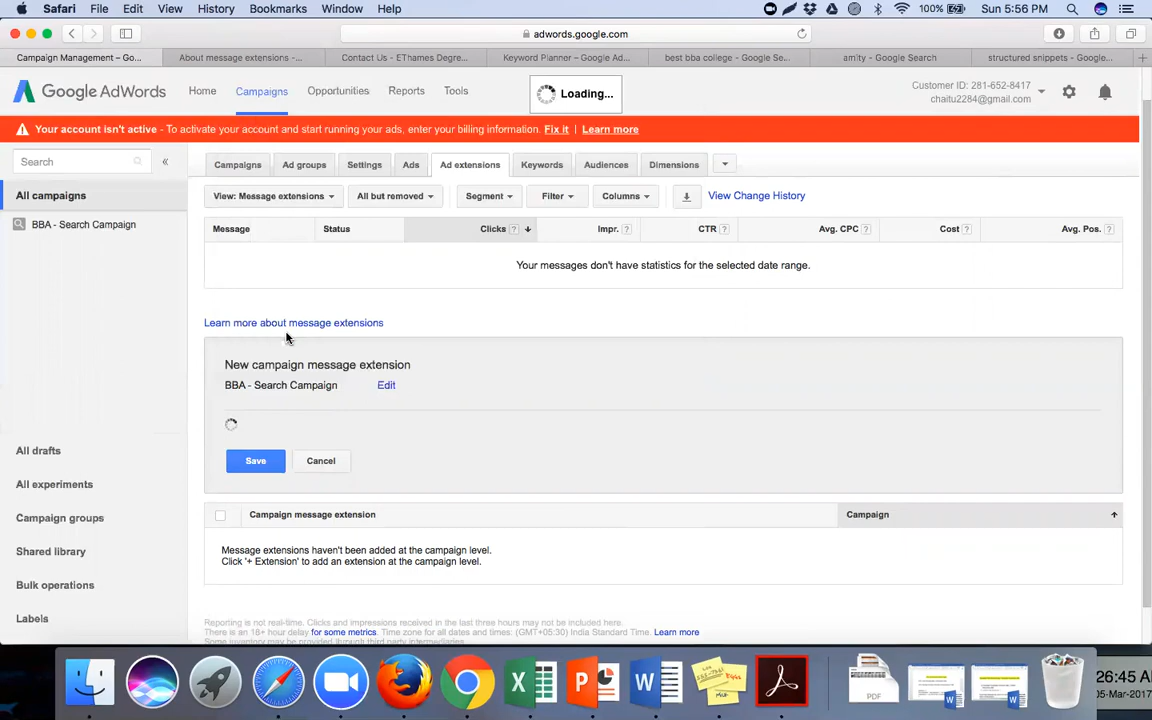 Safari File Edit View History Bookmarks Window Help 100% Sun 5:56 PM
adwords.google.com
Campaign Management – Go... About message extensions -... Contact Us - EThames Degre... Keyword Planner – Google Ad... best bba college - Google Se... amity - Google Search structured snippets - Google...
Google AdWords Home Campaigns Opportunities Reports Tools
Loading...
Customer ID: 281-652-8417
chaitu2284@gmail.com
Your account isn't active - To activate your account and start running your ads, enter your billing information. Fix it | Learn more
Search «
Campaigns Ad groups Settings Ads Ad extensions Keywords Audiences Dimensions
All campaigns
View: Message extensions All but removed Segment Filter Columns View Change History
BBA - Search Campaign
Message Status Clicks ? Impr. ? CTR ? Avg. CPC ? Cost ? Avg. Pos. ?
Your messages don't have statistics for the selected date range.
Learn more about message extensions
New campaign message extension
BBA - Search Campaign Edit
Save Cancel
All drafts
All experiments
Campaign groups
Shared library
Bulk operations
Labels
Campaign message extension Campaign
Message extensions haven't been added at the campaign level.
Click '+ Extension' to add an extension at the campaign level.
Reporting is not real-time. Clicks and impressions received in the last three hours may not be included here.
There is an 18+ hour delay for some metrics. Time zone for all dates and times: (GMT+05:30) India Standard Time. Learn more
Some inventory may be provided through third party intermediaries.
PDF
26:45 AM
05-Mar-2017